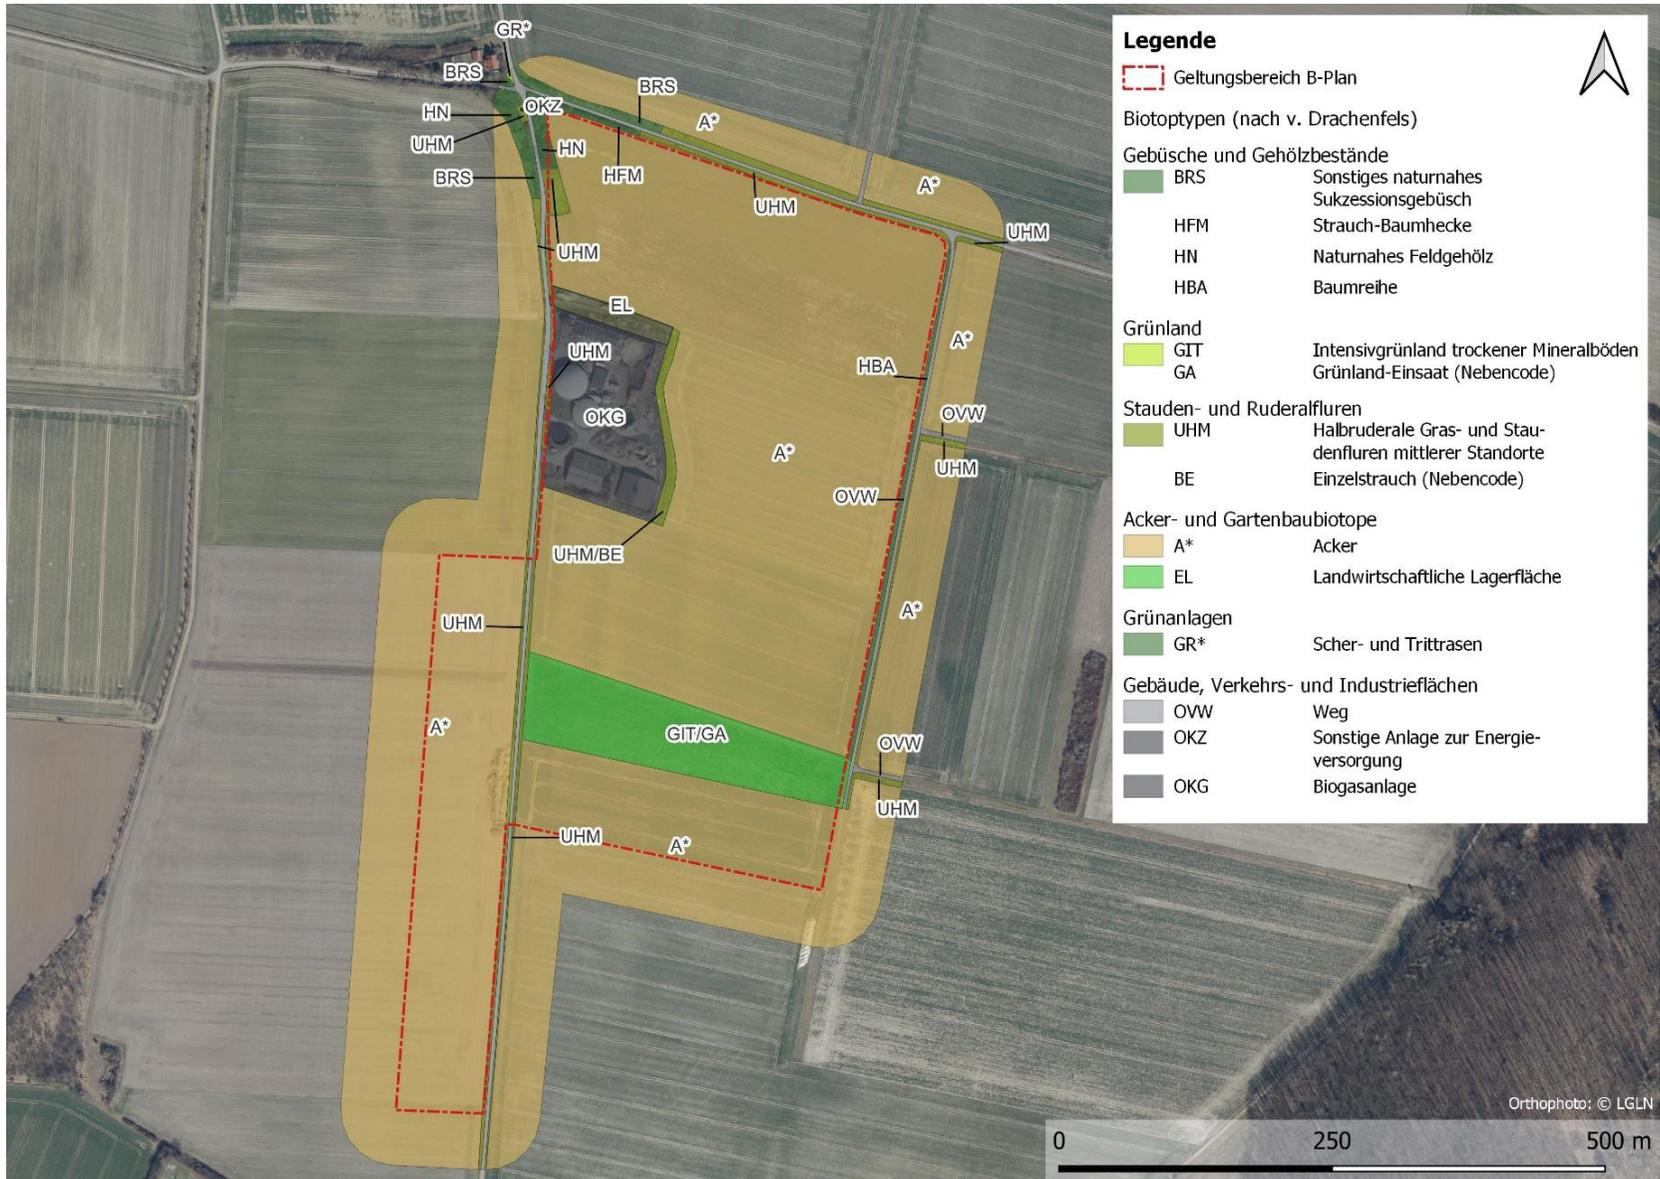 GR*
BRS
BRS
HN
OKZ
A*
UHM
HN
HFM
BRS
A*
UHM
UHM
UHM
EL
UHM
A*
HBA
OKG
OVW
A*
UHM
OVW
UHM/BE
A*
UHM
A*
GIT/GA
OVW
UHM
UHM
A*
Legende
Geltungsbereich B-Plan
Biotoptypen (nach v. Drachenfels)
Gebüsche und Gehölzbestände
BRS Sonstiges naturnahes
Sukzessionsgebüsch
HFM Strauch-Baumhecke
HN Naturnahes Feldgehölz
HBA Baumreihe
Grünland
GIT Intensivgrünland trockener Mineralböden
GA Grünland-Einsaat (Nebencode)
Stauden- und Ruderalfluren
UHM Halbruderale Gras- und Stau-
denfluren mittlerer Standorte
BE Einzelstrauch (Nebencode)
Acker- und Gartenbaubiotope
A* Acker
EL Landwirtschaftliche Lagerfläche
Grünanlagen
GR* Scher- und Trittrasen
Gebäude, Verkehrs- und Industrieflächen
OVW Weg
OKZ Sonstige Anlage zur Energie-
versorgung
OKG Biogasanlage
Orthophoto: © LGLN
0 250 500 m